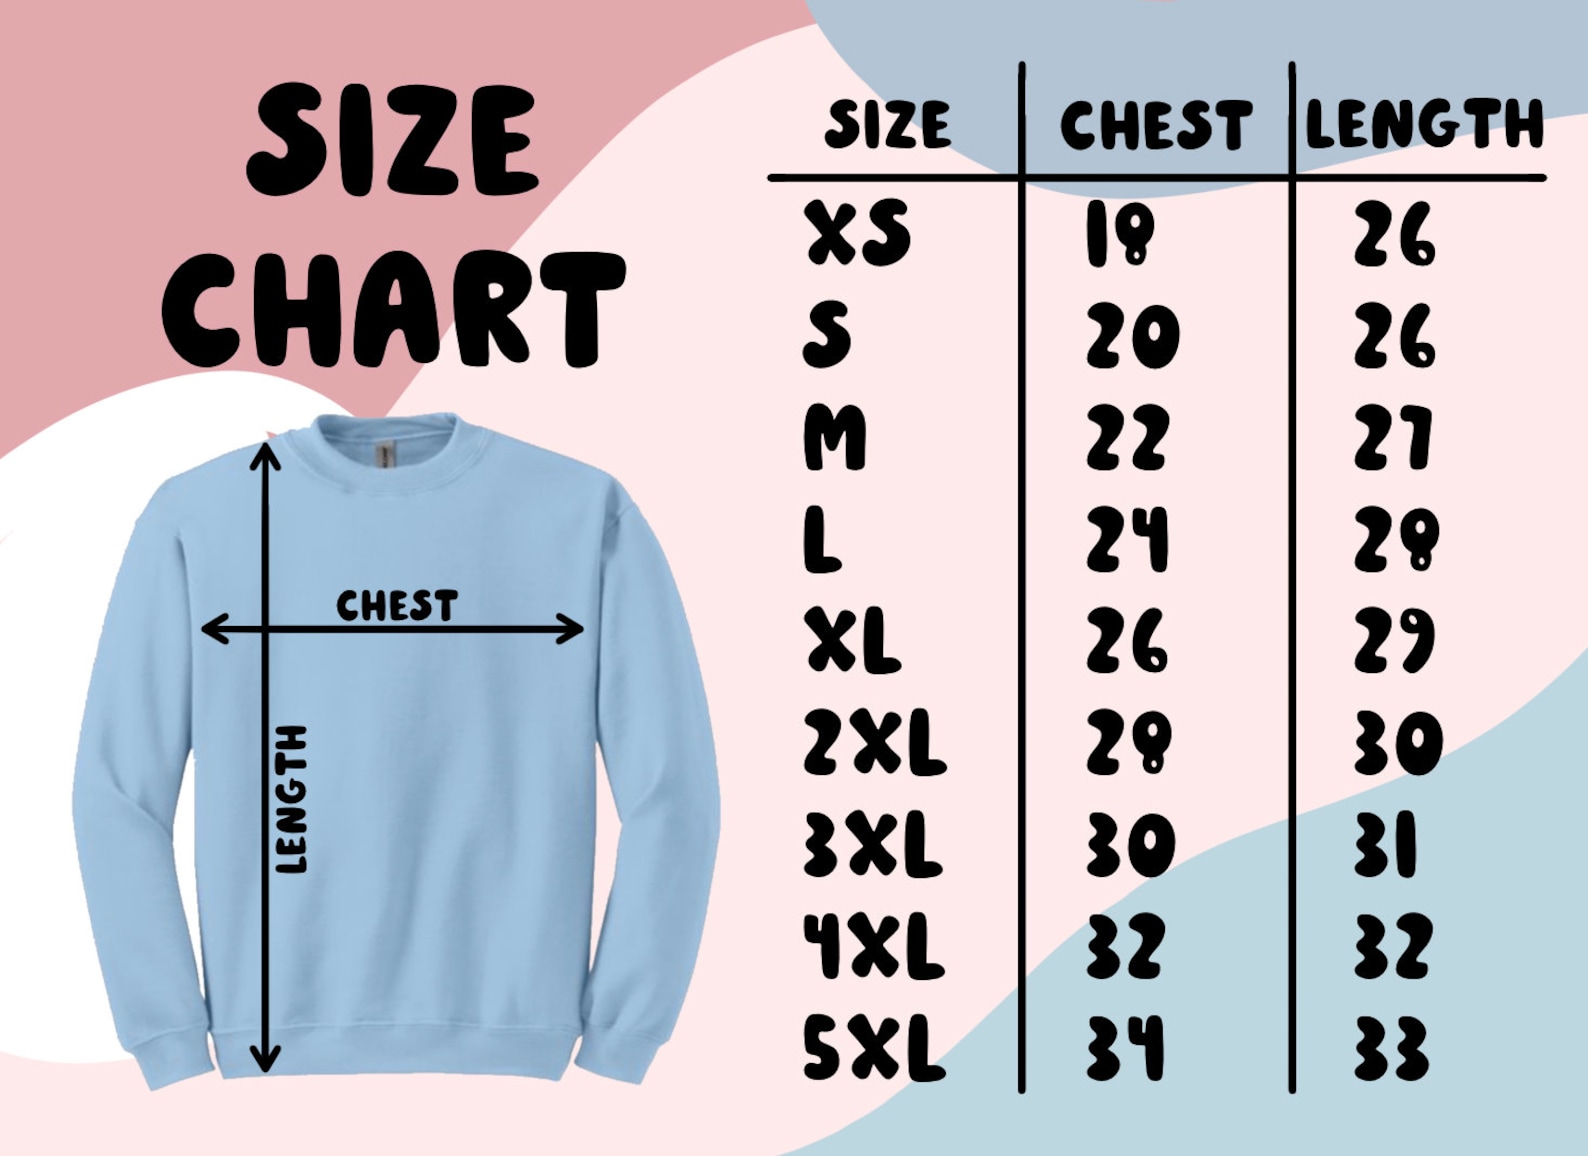 SIZE
CHART
CHEST
LENGTH
SIZE CHEST LENGTH
XS 18 26
S 20 26
M 22 27
L 24 28
XL 26 29
2XL 28 30
3XL 30 31
4XL 32 32
5XL 34 33